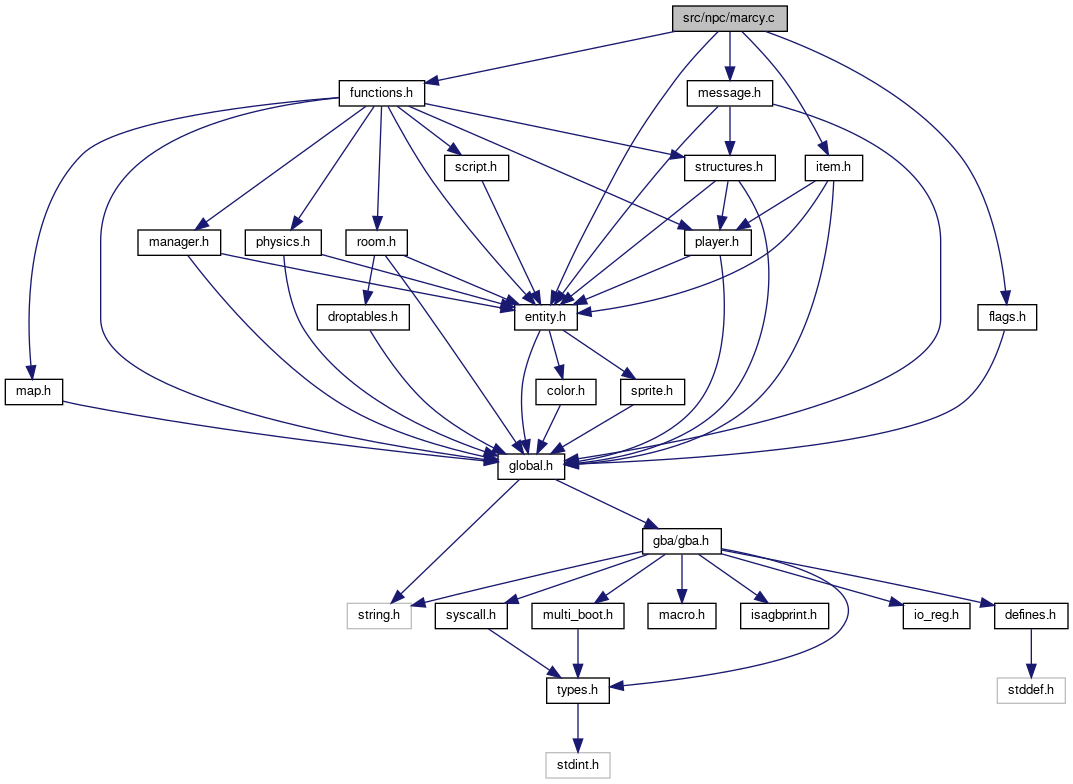 src/npc/marcy.c
functions.h
message.h
script.h
structures.h
item.h
manager.h
physics.h
room.h
player.h
droptables.h
entity.h
flags.h
map.h
color.h
sprite.h
global.h
gba/gba.h
string.h
syscall.h
multi_boot.h
macro.h
isagbprint.h
io_reg.h
defines.h
types.h
stddef.h
stdint.h